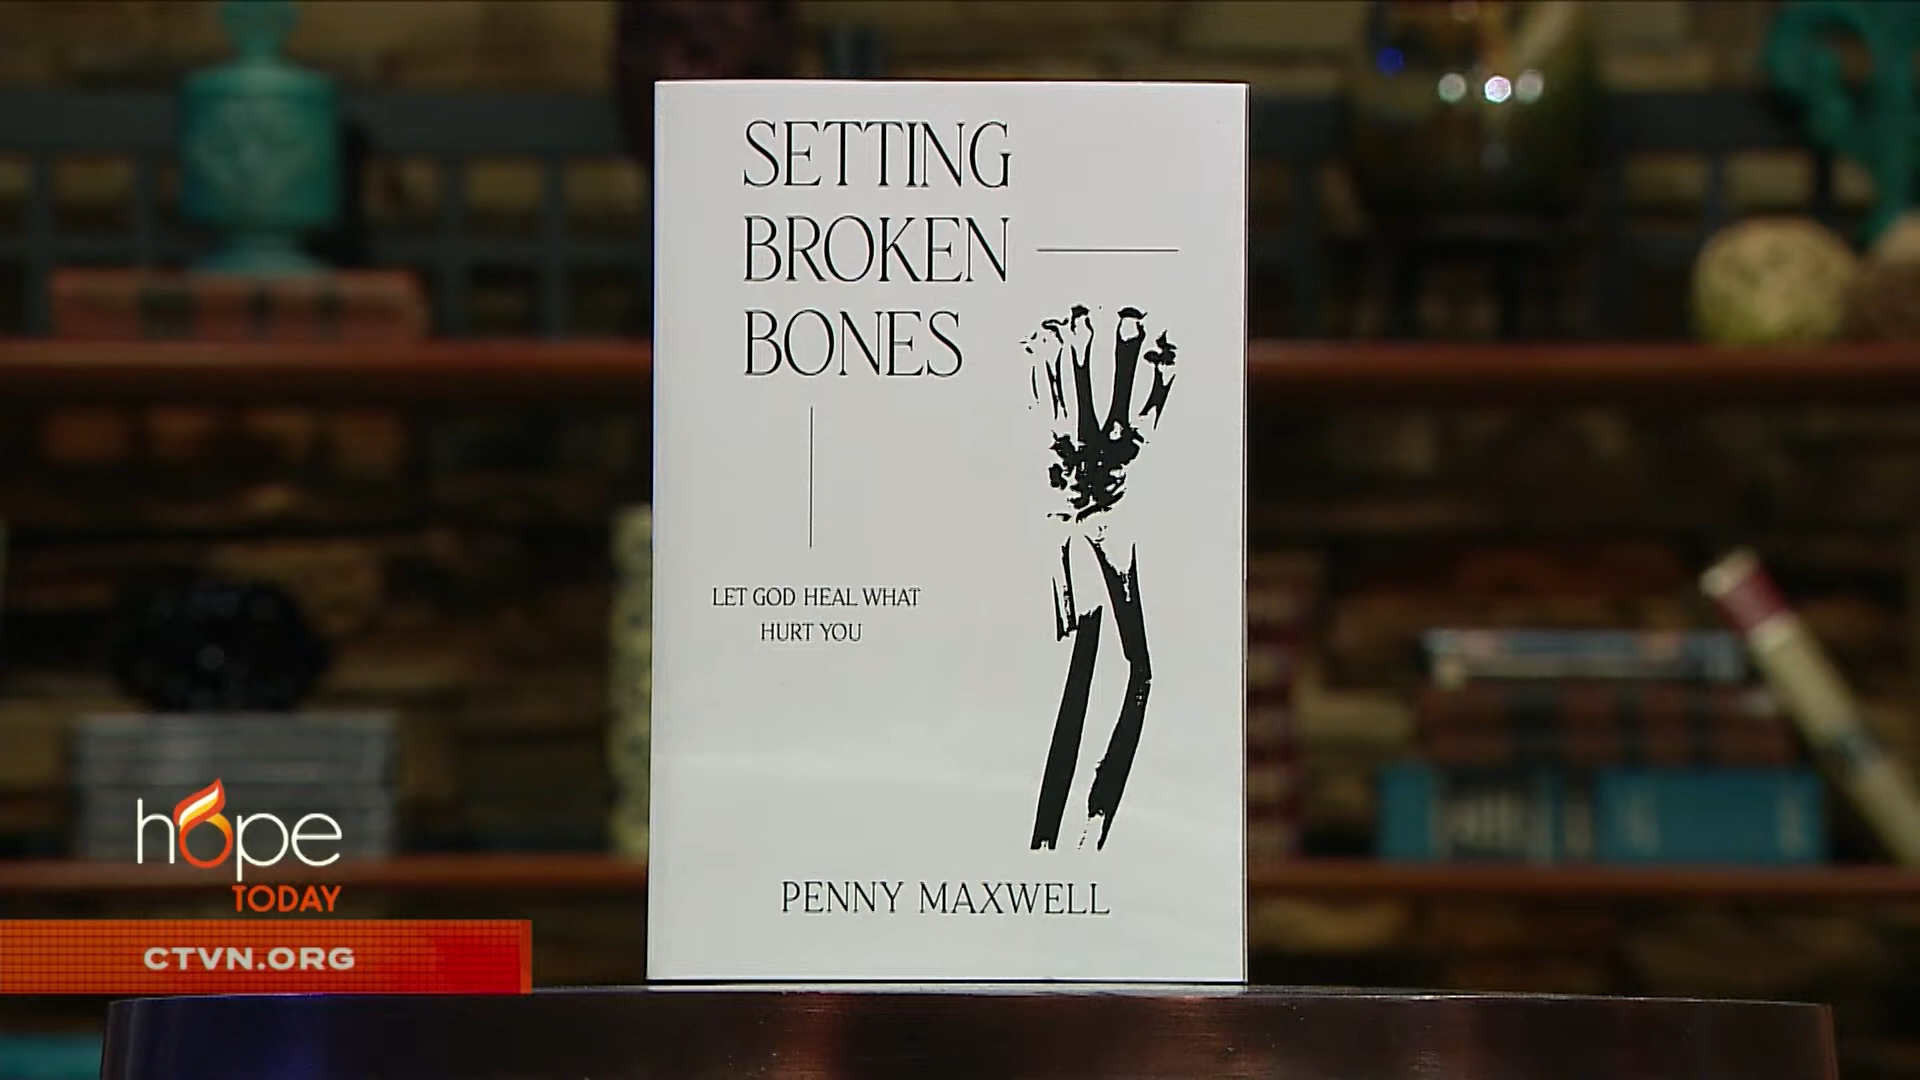 SETTING
BROKEN
BONES
LET GOD HEAL WHAT
HURT YOU
PENNY MAXWELL
hope
TODAY
CTVN.ORG